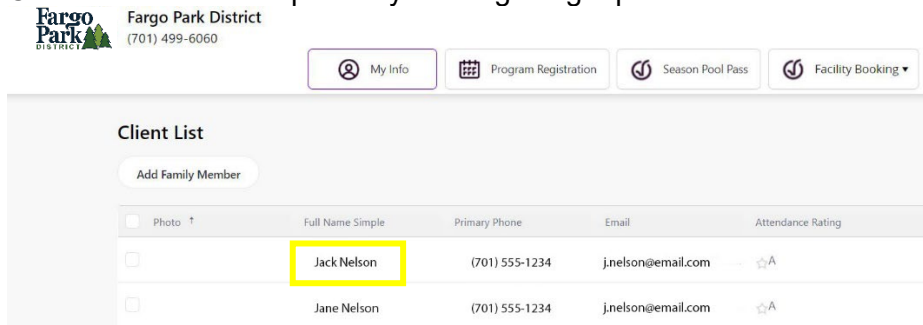 Fargo Park District
Fargo
Park
DISTRICT
(701) 499-6060
My Info
Program Registration
Season Pool Pass
Facility Booking ▾
Client List
Add Family Member
Photo ↑ Full Name Simple Primary Phone Email Attendance Rating
Jack Nelson (701) 555-1234 j.nelson@email.com A
Jane Nelson (701) 555-1234 j.nelson@email.com A